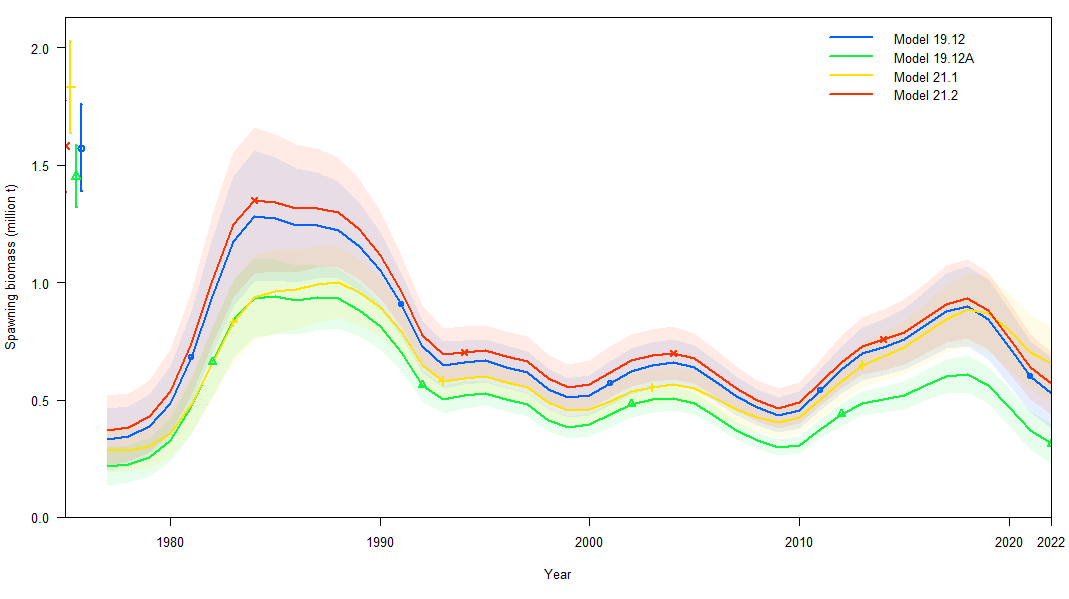 Model 19.12
Model 19.12A
Model 21.1
Model 21.2
Spawning biomass (million t)
2.0
1.5
1.0
0.5
0.0
1980 1990 2000 2010 2020 2022
Year